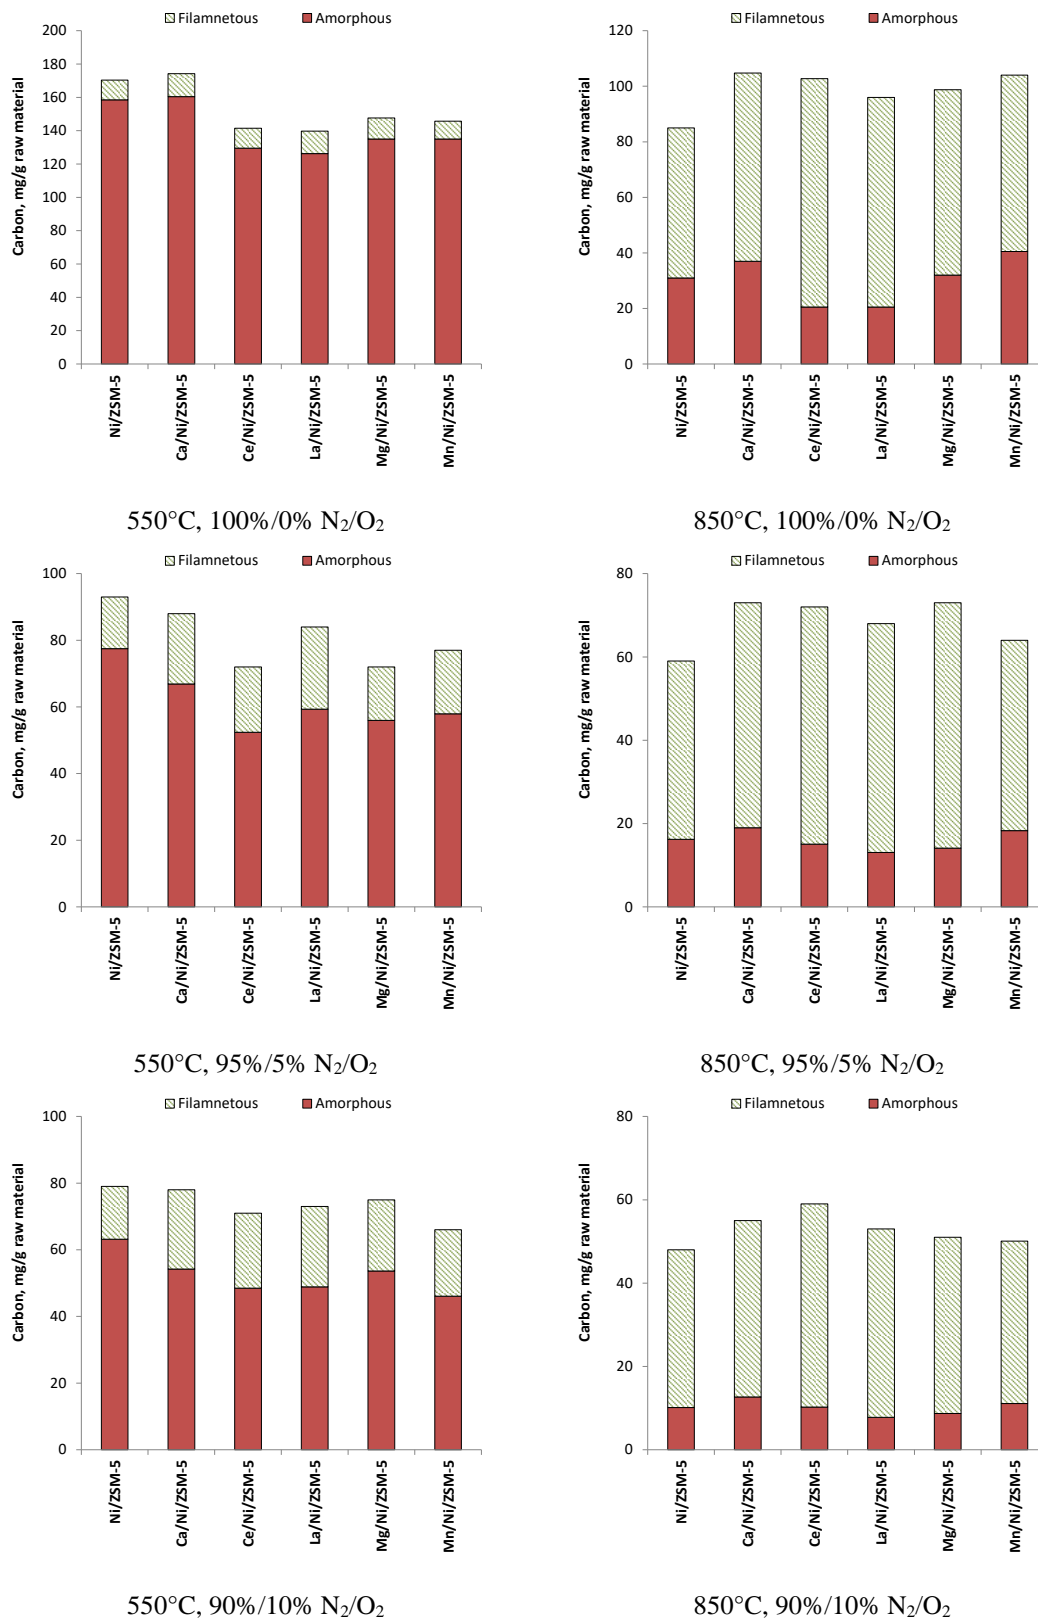 Filamnetous Amorphous
200
180
160
140
120
100
80
60
40
20
0
Carbon, mg/g raw material
Ni/ZSM-5
Ca/Ni/ZSM-5
Ce/Ni/ZSM-5
La/Ni/ZSM-5
Mg/Ni/ZSM-5
Mn/Ni/ZSM-5
550°C, 100%/0% N₂/O₂
Filamnetous Amorphous
120
100
80
60
40
20
0
Carbon, mg/g raw material
Ni/ZSM-5
Ca/Ni/ZSM-5
Ce/Ni/ZSM-5
La/Ni/ZSM-5
Mg/Ni/ZSM-5
Mn/Ni/ZSM-5
850°C, 100%/0% N₂/O₂
Filamnetous Amorphous
100
80
60
40
20
0
Carbon, mg/g raw material
Ni/ZSM-5
Ca/Ni/ZSM-5
Ce/Ni/ZSM-5
La/Ni/ZSM-5
Mg/Ni/ZSM-5
Mn/Ni/ZSM-5
550°C, 95%/5% N₂/O₂
Filamnetous Amorphous
80
60
40
20
0
Carbon, mg/g raw material
Ni/ZSM-5
Ca/Ni/ZSM-5
Ce/Ni/ZSM-5
La/Ni/ZSM-5
Mg/Ni/ZSM-5
Mn/Ni/ZSM-5
850°C, 95%/5% N₂/O₂
Filamnetous Amorphous
100
80
60
40
20
0
Carbon, mg/g raw material
Ni/ZSM-5
Ca/Ni/ZSM-5
Ce/Ni/ZSM-5
La/Ni/ZSM-5
Mg/Ni/ZSM-5
Mn/Ni/ZSM-5
550°C, 90%/10% N₂/O₂
Filamnetous Amorphous
80
60
40
20
0
Carbon, mg/g raw material
Ni/ZSM-5
Ca/Ni/ZSM-5
Ce/Ni/ZSM-5
La/Ni/ZSM-5
Mg/Ni/ZSM-5
Mn/Ni/ZSM-5
850°C, 90%/10% N₂/O₂